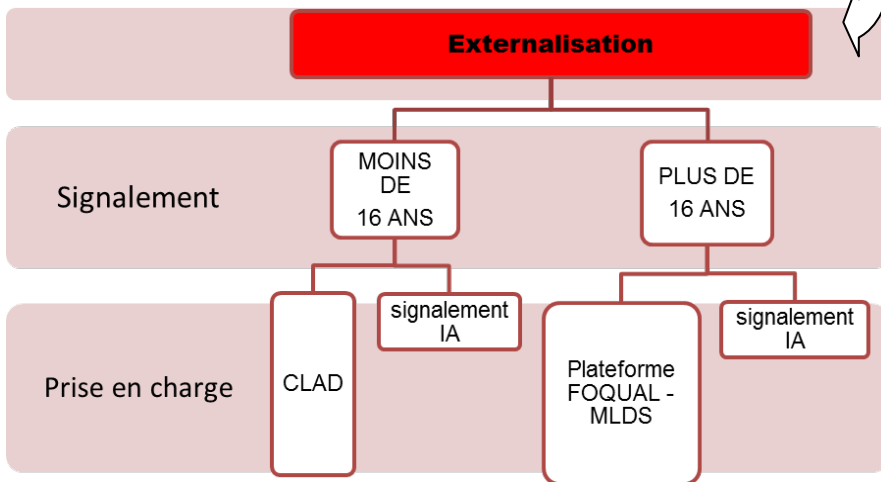 Externalisation
Signalement
MOINS
DE
16 ANS
PLUS DE
16 ANS
Prise en charge
CLAD
signalement
IA
Plateforme
FOQUAL -
MLDS
signalement
IA